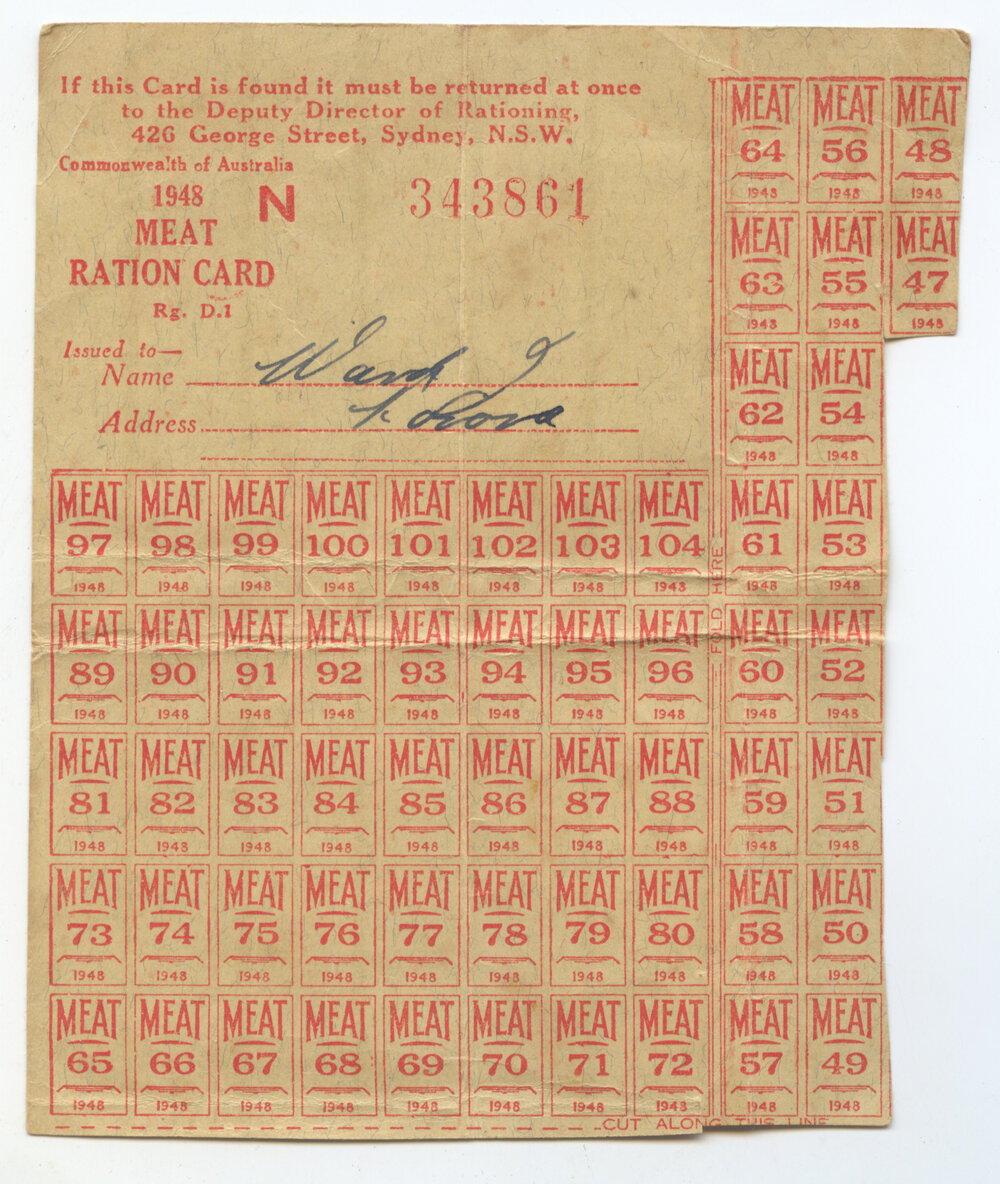 If this Card is found it must be returned at once
to the Deputy Director of Rationing,
426 George Street, Sydney, N.S.W.
Commonwealth of Australia
1948 N 343861
MEAT
RATION CARD
Rg. D.1
Issued to—
Name Ward J
Address
MEAT MEAT MEAT
64 56 48
1948 1948 1948
MEAT MEAT MEAT
63 55 47
1943 1948 1948
MEAT MEAT
62 54
1948 1948
MEAT MEAT MEAT MEAT MEAT MEAT MEAT MEAT MEAT MEAT
97 98 99 100 101 102 103 104 61 53
1948 1948 1948 1948 1948 1948 1948 1948 1948 1948
FOLD HERE
MEAT MEAT MEAT MEAT MEAT MEAT MEAT MEAT MEAT MEAT
89 90 91 92 93 94 95 96 60 52
1948 1948 1948 1948 1948 1948 1948 1948 1948 1948
MEAT MEAT MEAT MEAT MEAT MEAT MEAT MEAT MEAT MEAT
81 82 83 84 85 86 87 88 59 51
1948 1948 1948 1948 1948 1948 1948 1948 1948 1948
MEAT MEAT MEAT MEAT MEAT MEAT MEAT MEAT MEAT MEAT
73 74 75 76 77 78 79 80 58 50
1948 1948 1948 1948 1948 1948 1948 1948 1948 1948
MEAT MEAT MEAT MEAT MEAT MEAT MEAT MEAT MEAT MEAT
65 66 67 68 69 70 71 72 57 49
1948 1948 1948 1948 1948 1948 1948 1948 1948 1948
CUT ALONG THIS LINE